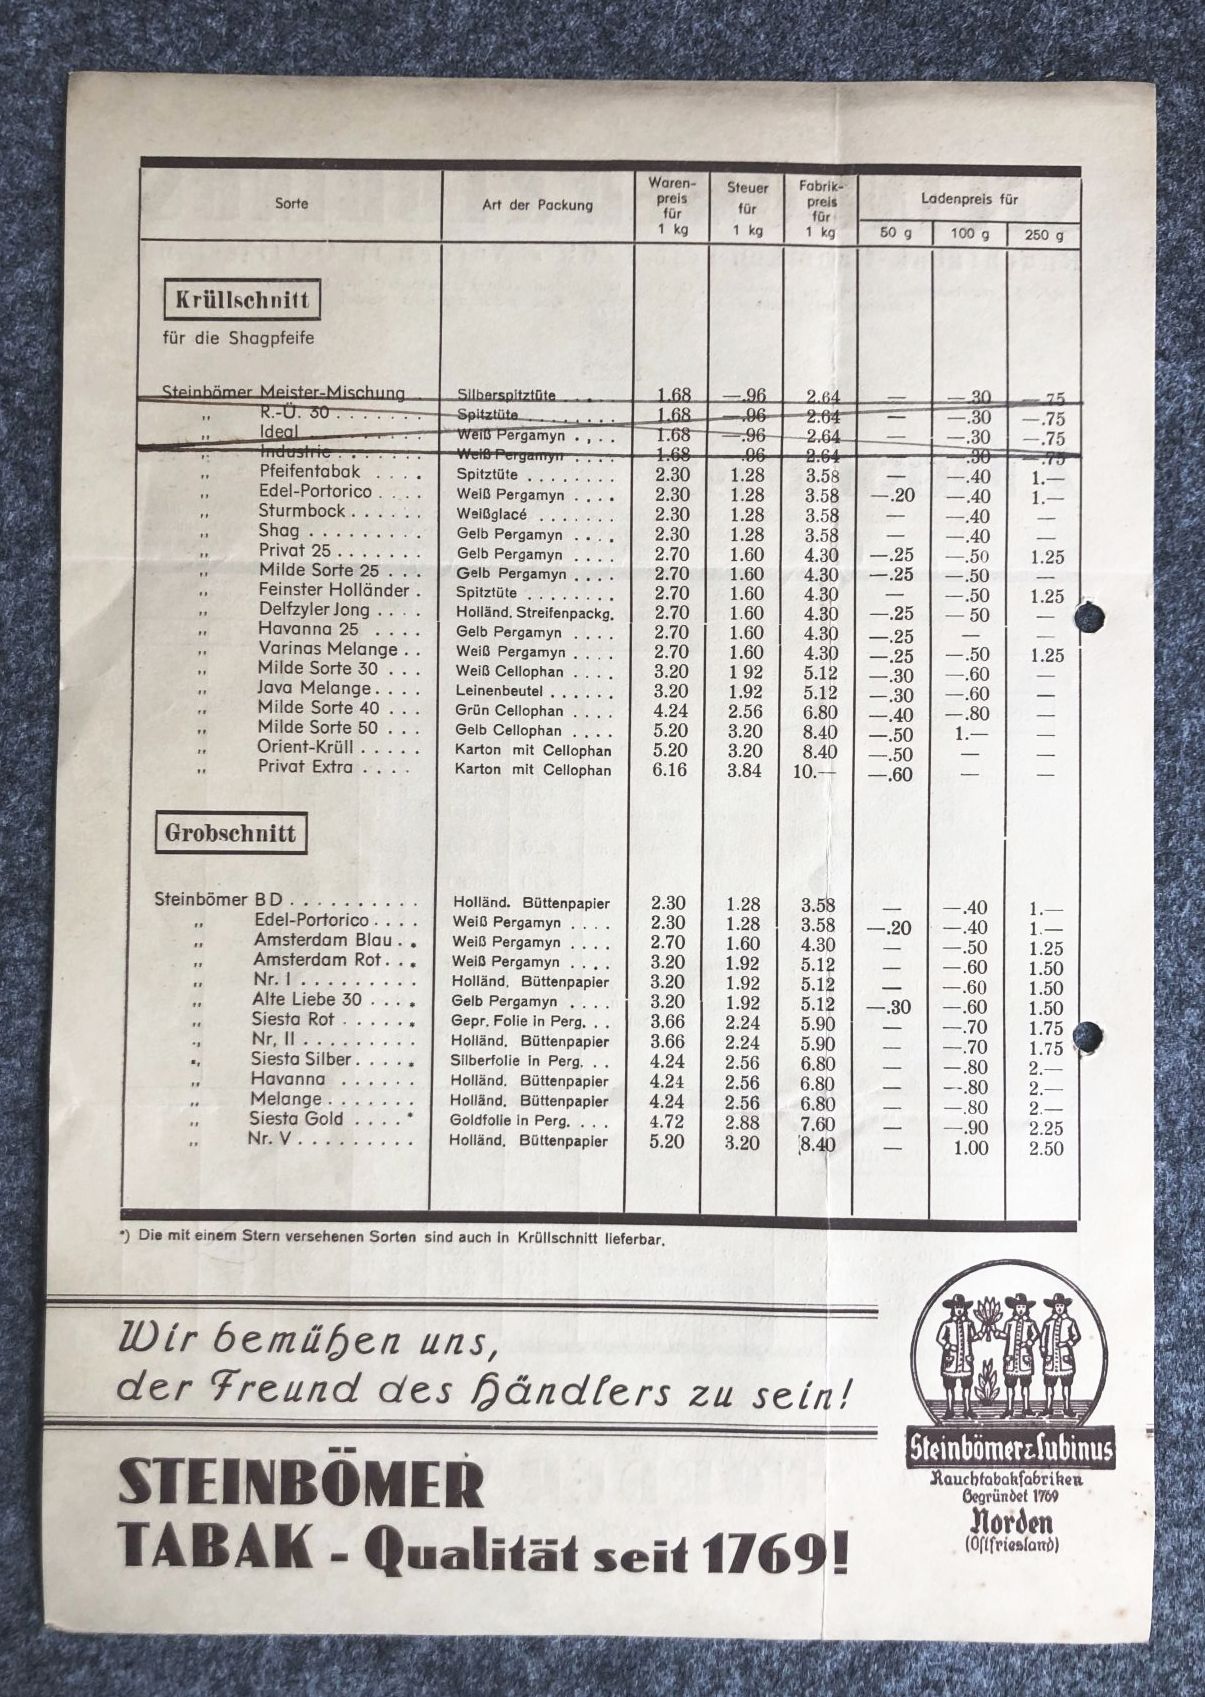 Sorte Art der Packung Waren-preis für 1 kg Steuer für 1 kg Fabrik-preis für 1 kg Ladenpreis für
50 g 100 g 250 g
Krüllschnitt
für die Shagpfeife
Steinbömer Meister-Mischung Silberspitztüte . . 1.68 —.96 2.64 — —.30 —.75
„ R.-Ü. 30 . . . . . . . Spitztüte . . . . . . . . 1.68 —.96 2.64 — —.30 —.75
„ Ideal Weiß Pergamyn . . . . 1.68 —.96 2.64 — —.30 —.75
„ Industrie . . . . . . . Weiß Pergamyn . . . . 1.68 —.96 2.64 —.30 —.75
„ Pfeifentabak . . . . Spitztüte . . . . . . . . 2.30 1.28 3.58 — —.40 1.—
„ Edel-Portorico . . . . Weiß Pergamyn . . . . 2.30 1.28 3.58 —.20 —.40 1.—
„ Sturmbock . . . . . . Weißglacé . . . . . . . 2.30 1.28 3.58 — —.40 —
„ Shag . . . . . . . . . Gelb Pergamyn . . . . 2.30 1.28 3.58 — —.40 —
„ Privat 25 . . . . . . . Gelb Pergamyn . . . . 2.70 1.60 4.30 —.25 —.50 1.25
„ Milde Sorte 25 . . . Gelb Pergamyn . . . . 2.70 1.60 4.30 —.25 —.50 —
„ Feinster Holländer . Spitztüte . . . . . . . . 2.70 1.60 4.30 — —.50 1.25
„ Delfzyler Jong . . . . Holländ. Streifenpackg. 2.70 1.60 4.30 —.25 — 50 —
„ Havanna 25 . . . . Gelb Pergamyn . . . . 2.70 1.60 4.30 —.25 — —
„ Varinas Melange . . Weiß Pergamyn . . . . 2.70 1.60 4.30 —.25 —.50 1.25
„ Milde Sorte 30 . . . Weiß Cellophan . . . . 3.20 1 92 5.12 —.30 —.60 —
„ Java Melange . . . . Leinenbeutel . . . . . . 3.20 1.92 5.12 —.30 —.60 —
„ Milde Sorte 40 . . . Grün Cellophan . . . . 4.24 2.56 6.80 —.40 —.80 —
„ Milde Sorte 50 . . . Gelb Cellophan . . . . 5.20 3.20 8.40 —.50 1.— —
„ Orient-Krüll . . . . . Karton mit Cellophan 5.20 3.20 8.40 —.50 — —
„ Privat Extra . . . . Karton mit Cellophan 6.16 3.84 10.— —.60 — —
Grobschnitt
Steinbömer B D . . . . . . . . . . Holländ. Büttenpapier 2.30 1.28 3.58 — —.40 1.—
„ Edel-Portorico . . . . Weiß Pergamyn . . . . 2.30 1.28 3.58 —.20 —.40 1.—
„ Amsterdam Blau . * Weiß Pergamyn . . . . 2.70 1.60 4.30 — —.50 1.25
„ Amsterdam Rot . . * Weiß Pergamyn . . . . 3.20 1.92 5.12 — —.60 1.50
„ Nr. I . . . . . . . . . Holländ. Büttenpapier 3.20 1.92 5.12 — —.60 1.50
„ Alte Liebe 30 . . . * Gelb Pergamyn . . . . 3.20 1.92 5.12 —.30 —.60 1.50
„ Siesta Rot . . . . . * Gepr. Folie in Perg. . . 3.66 2.24 5.90 — —.70 1.75
„ Nr, II . . . . . . . . . Holländ. Büttenpapier 3.66 2.24 5.90 — —.70 1.75
„ Siesta Silber . . . . * Silberfolie in Perg. . . 4.24 2.56 6.80 — —.80 2.—
„ Havanna . . . . . . Holländ. Büttenpapier 4.24 2.56 6.80 — —.80 2.—
„ Melange . . . . . . . Holländ. Büttenpapier 4.24 2.56 6.80 — —.80 2.—
„ Siesta Gold . . . . * Goldfolie in Perg. . . . 4.72 2.88 7.60 — —.90 2.25
„ Nr. V . . . . . . . . . Holländ. Büttenpapier 5.20 3.20 8.40 — 1.00 2.50
*) Die mit einem Stern versehenen Sorten sind auch in Krüllschnitt lieferbar.
Wir bemühen uns,
der Freund des Händlers zu sein!
STEINBÖMER
TABAK - Qualität seit 1769!
Steinbömer & Lubinus
Rauchtabakfabriken
Gegründet 1769
Norden
(Ostfriesland)